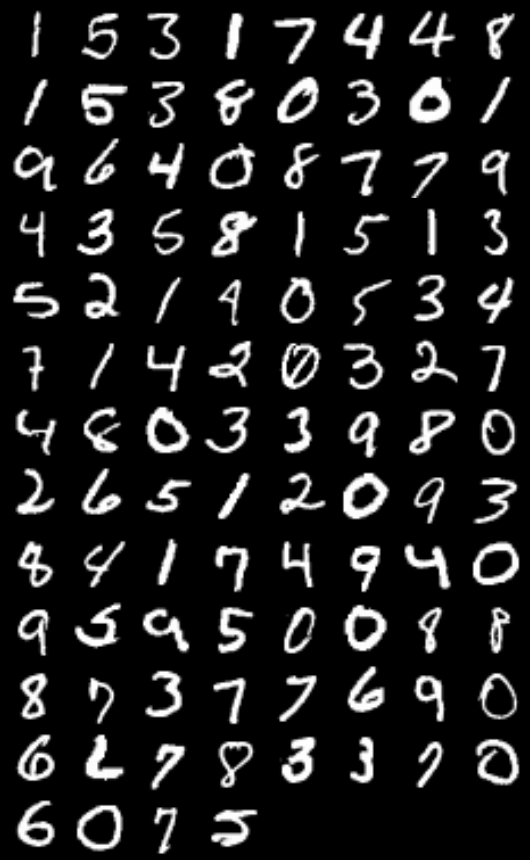 1 5 3 1 7 4 4 8
1 5 3 8 0 3 0 1
9 6 4 0 8 7 7 9
4 3 5 8 1 5 1 3
5 2 1 9 0 5 3 4
7 1 4 2 0 3 2 7
4 8 0 3 3 9 8 0
2 6 5 1 2 0 9 3
8 4 1 7 4 9 4 0
9 5 9 5 0 0 8 8
8 7 3 7 7 6 9 0
6 7 8 3 3 7 0
6 0 7 5